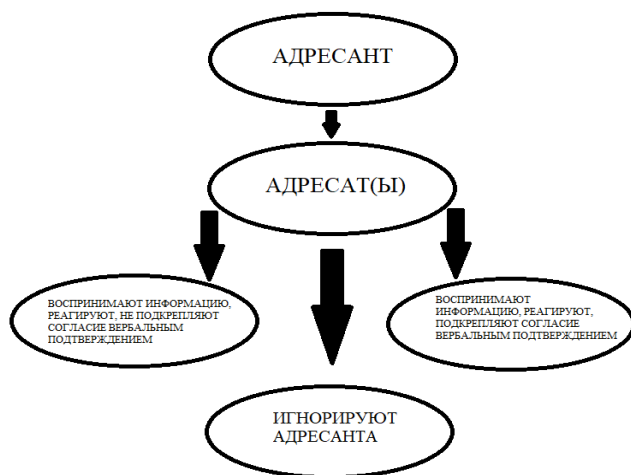 АДРЕСАНТ
АДРЕСАТ(Ы)
ВОСПРИНИМАЮТ ИНФОРМАЦИЮ,
РЕАГИРУЮТ, НЕ ПОДКРЕПЛЯЮТ
СОГЛАСИЕ ВЕРБАЛЬНЫМ
ПОДТВЕРЖДЕНИЕМ
ВОСПРИНИМАЮТ
ИНФОРМАЦИЮ, РЕАГИРУЮТ,
ПОДКРЕПЛЯЮТ СОГЛАСИЕ
ВЕРБАЛЬНЫМ ПОДТВЕРЖДЕНИЕМ
ИГНОРИРУЮТ
АДРЕСАНТА